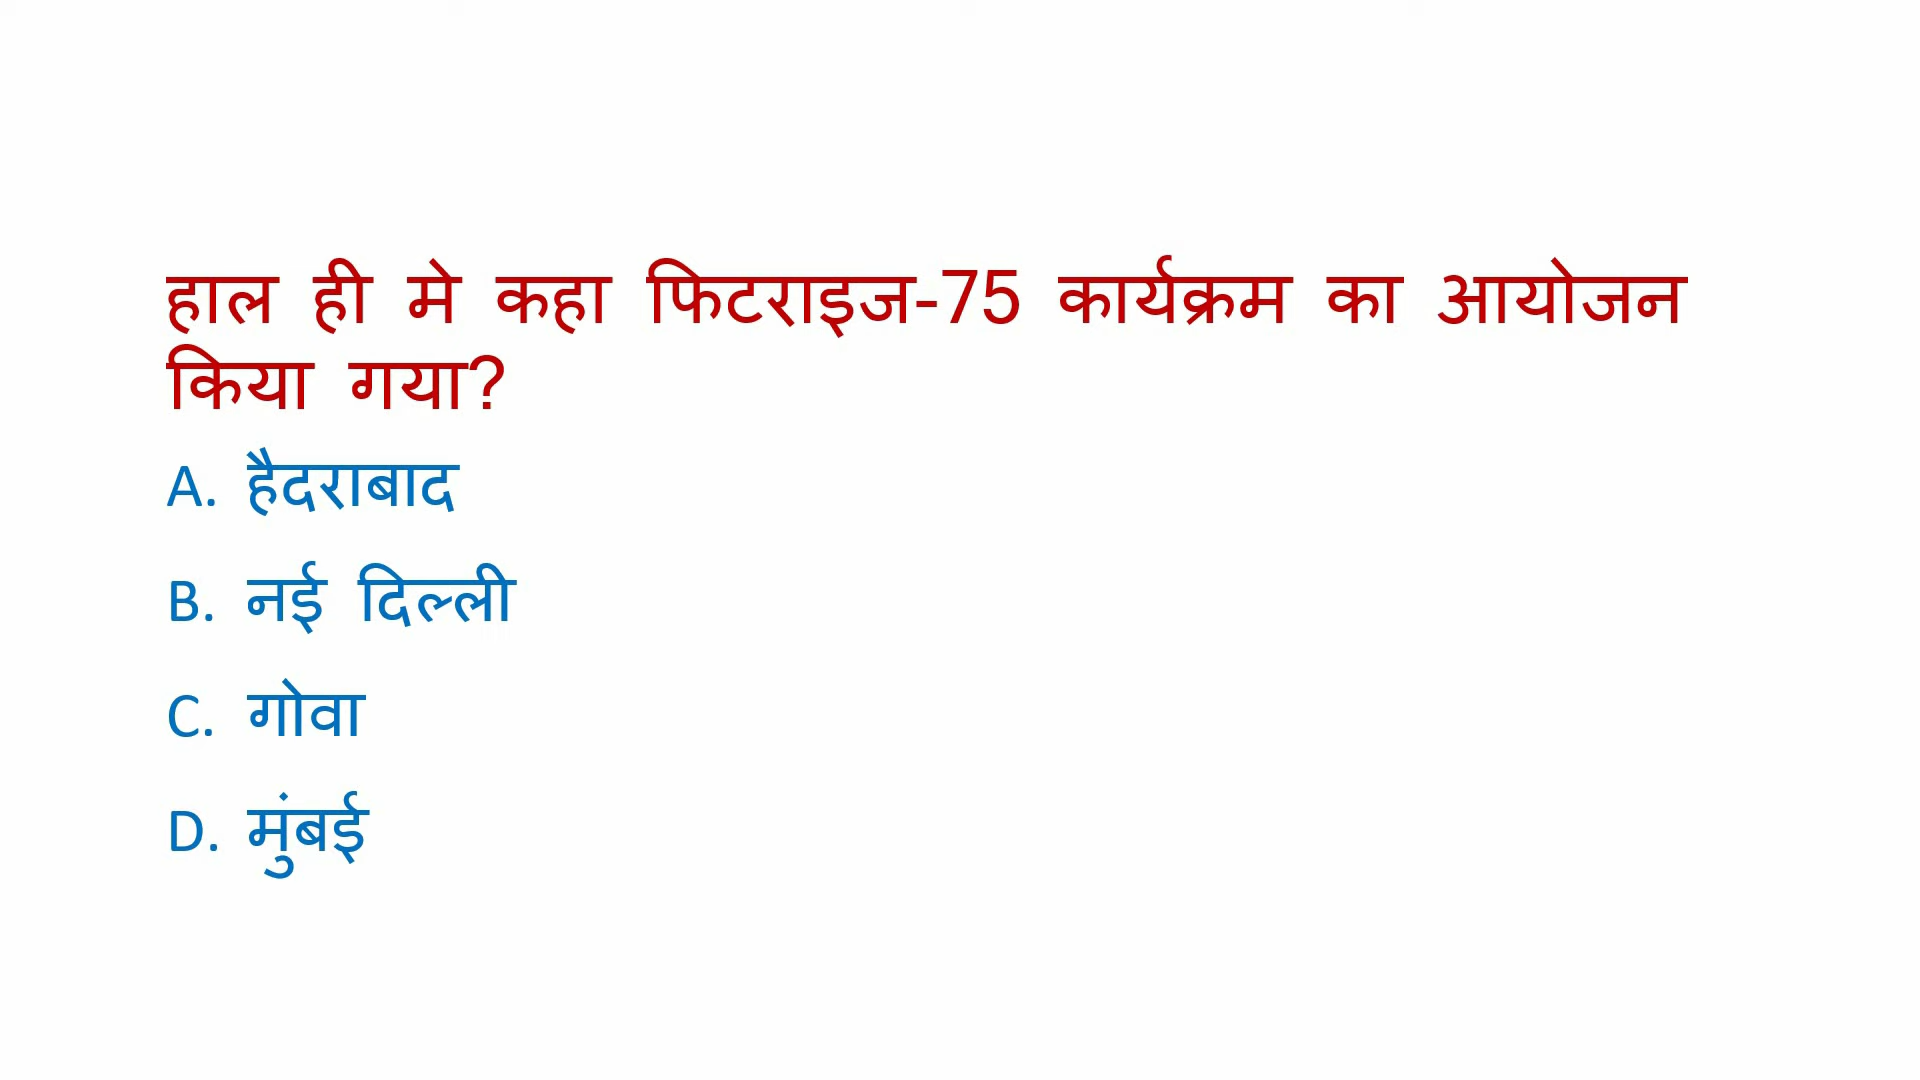 हाल ही मे कहा फिटराइज-75 कार्यक्रम का आयोजन
किया गया?
A. हैदराबाद
B. नई दिल्ली
C. गोवा
D. मुंबई